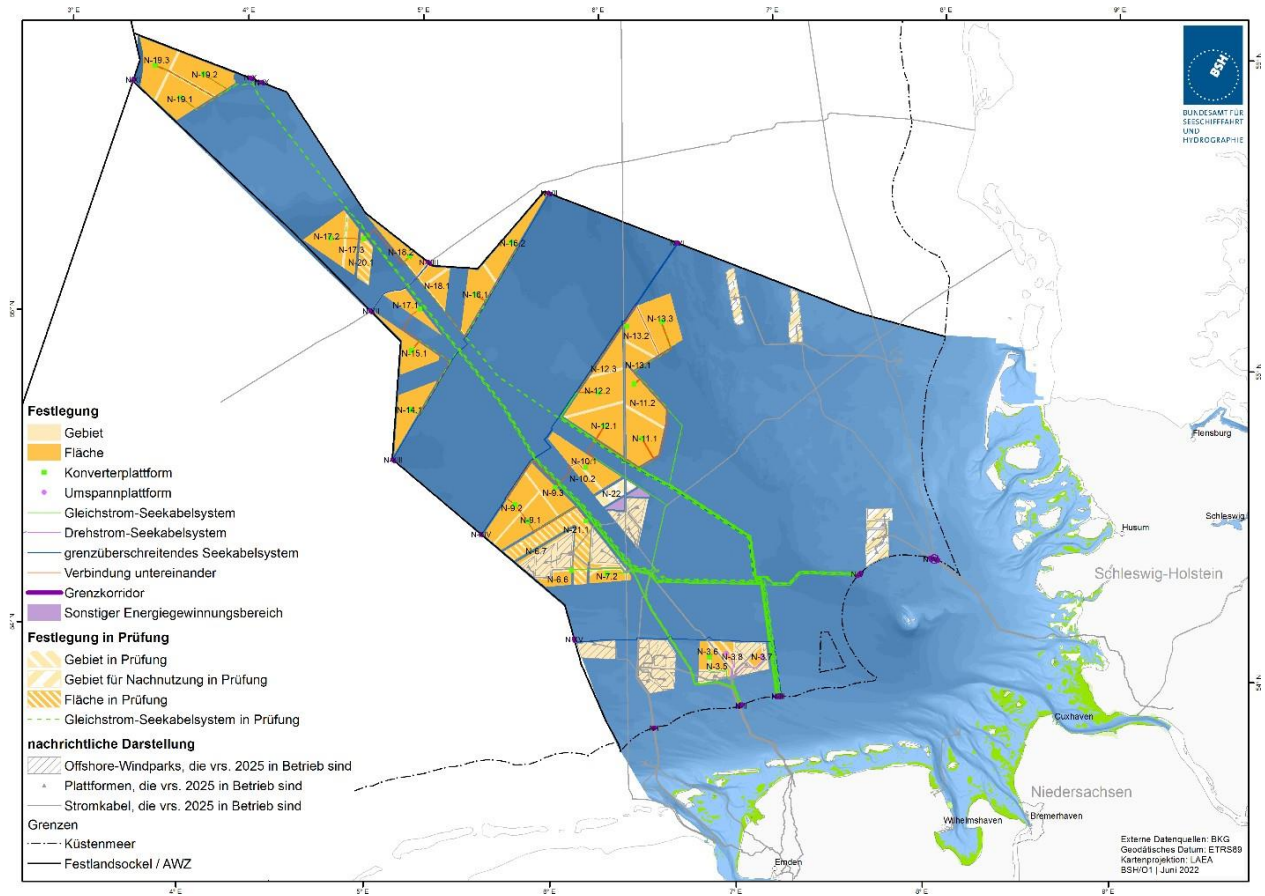 3° E
4° E
5° E
6° E
7° E
8° E
9° E
BSH
BUNDESAMT FÜR
SEESCHIFFFAHRT
UND
HYDROGRAPHIE
N-19.3
N-19.2
N-19.1
N-17.2
N-17.3
N-20.1
N-18.2
N-18.1
N-16.2
N-16.1
N-17.1
N-15.1
N-14.1
N-13.3
N-13.2
N-13.1
N-12.3
N-12.2
N-11.2
N-12.1
N-11.1
N-10.1
N-10.2
N-9.3
N-22
N-9.2
N-9.1
N-21.1
N-6.7
N-6.6
N-7.2
N-3.6
N-3.8
N-3.7
N-3.5
Flensburg
Schleswig
Husum
Schleswig-Holstein
Cuxhaven
Niedersachsen
Bremerhaven
Wilhelmshaven
Emden
Festlegung
Gebiet
Fläche
Konverterplattform
Umspannplattform
Gleichstrom-Seekabelsystem
Drehstrom-Seekabelsystem
grenzüberschreitendes Seekabelsystem
Verbindung untereinander
Grenzkorridor
Sonstiger Energiegewinnungsbereich
Festlegung in Prüfung
Gebiet in Prüfung
Gebiet für Nachnutzung in Prüfung
Fläche in Prüfung
Gleichstrom-Seekabelsystem in Prüfung
nachrichtliche Darstellung
Offshore-Windparks, die vrs. 2025 in Betrieb sind
Plattformen, die vrs. 2025 in Betrieb sind
Stromkabel, die vrs. 2025 in Betrieb sind
Grenzen
Küstenmeer
Festlandsockel / AWZ
Externe Datenquellen: BKG
Geodätisches Datum: ETRS89
Kartenprojektion: LAEA
BSH/O1 | Juni 2022
4° E
5° E
6° E
7° E
8° E
9° E